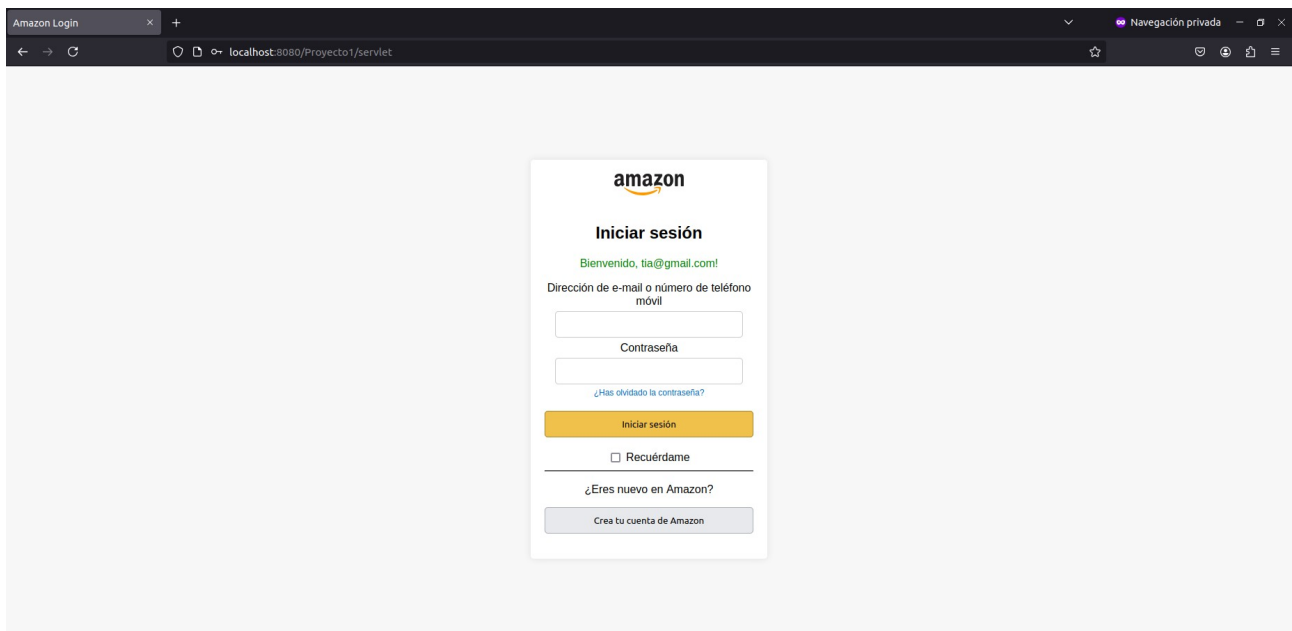 Amazon Login
Navegación privada
localhost:8080/Proyecto1/servlet
amazon
Iniciar sesión
Bienvenido, tia@gmail.com!
Dirección de e-mail o número de teléfono
móvil
Contraseña
¿Has olvidado la contraseña?
Iniciar sesión
Recuérdame
¿Eres nuevo en Amazon?
Crea tu cuenta de Amazon